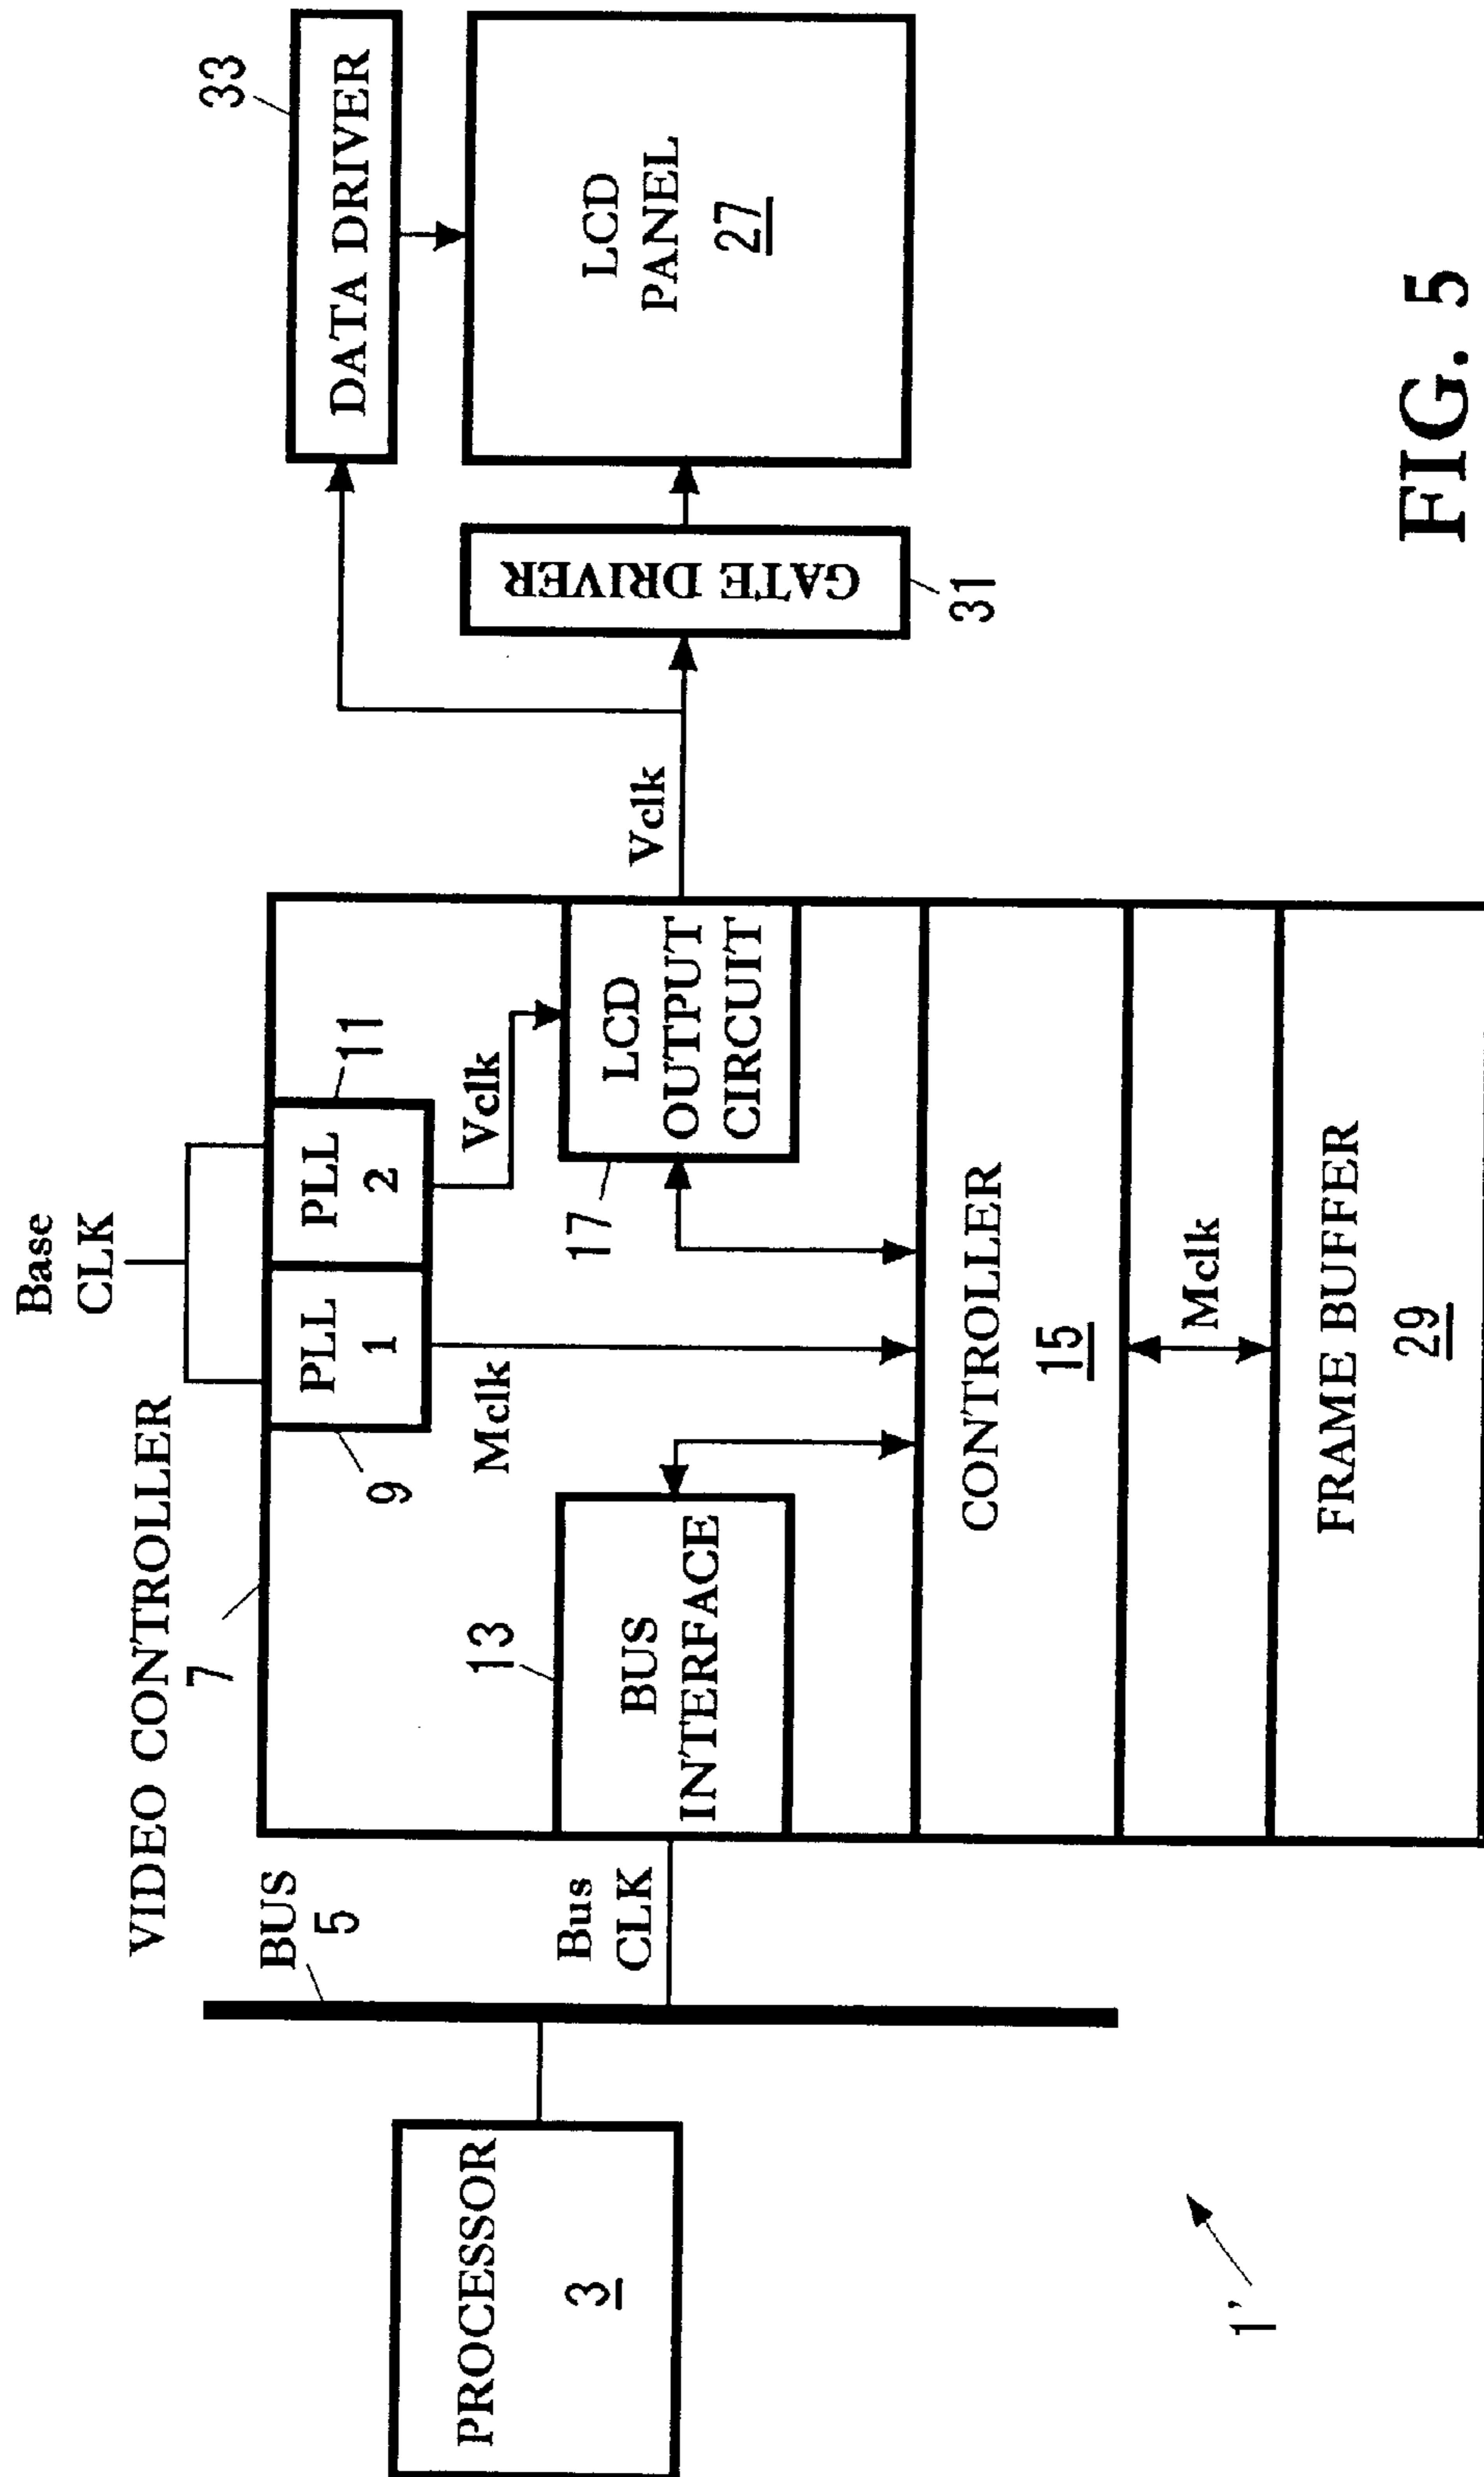 Base
CLK
VIDEO CONTROLLER
7
BUS
5
PLL
1
9
PLL
2
11
33
DATA DRIVER
Mclk
Vclk
PROCESSOR
3
Bus
CLK
13
BUS
INTERFACE
17
LCD
OUTPUT
CIRCUIT
Vclk
GATE DRIVER
31
LCD
PANEL
27
CONTROLLER
15
Mclk
FRAME BUFFER
29
1'
FIG. 5